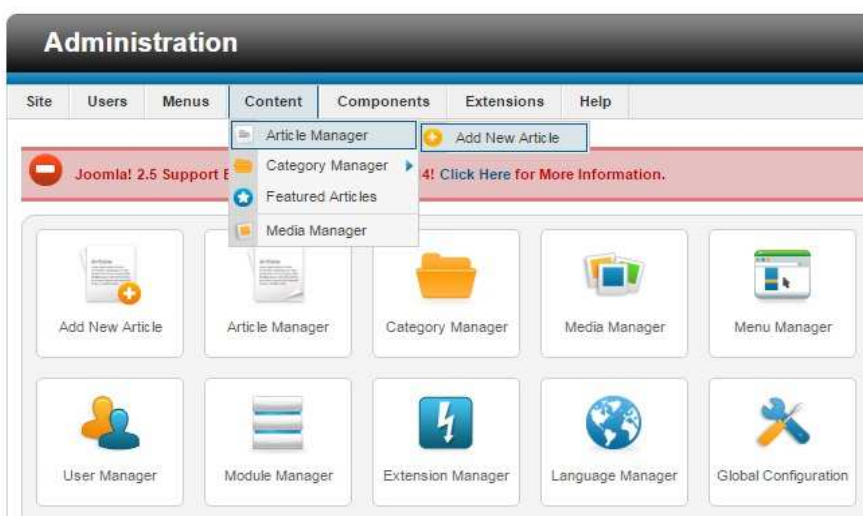 Administration
Site Users Menus Content Components Extensions Help
Article Manager Add New Article
Category Manager
Joomla! 2.5 Support E 4! Click Here for More Information.
Featured Articles
Media Manager
Add New Article Article Manager Category Manager Media Manager Menu Manager
User Manager Module Manager Extension Manager Language Manager Global Configuration